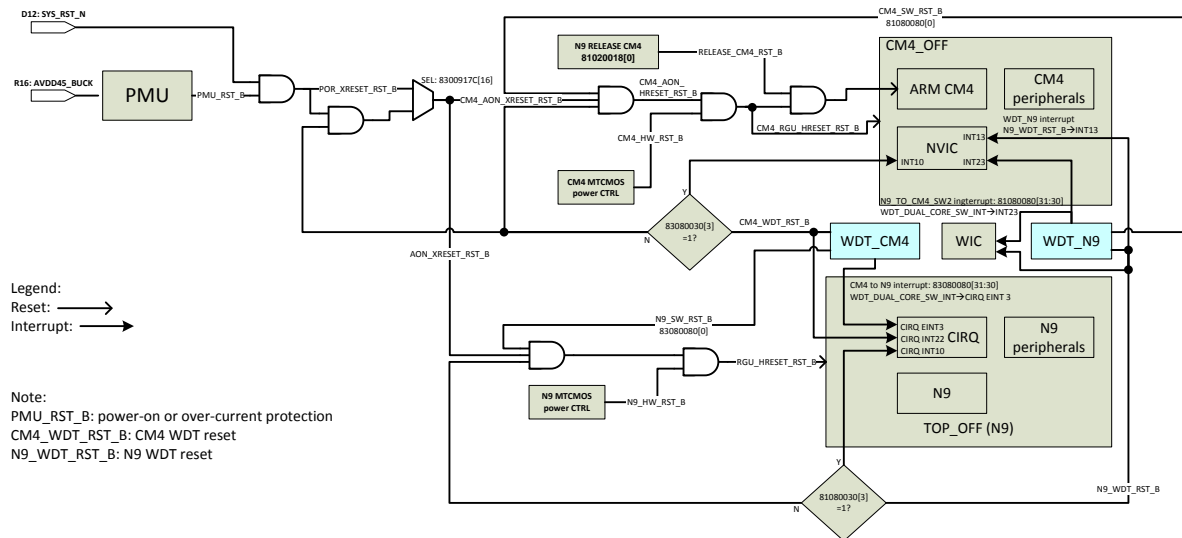 D12: SYS_RST_N
R16: AVDD45_BUCK
PMU
PMU_RST_B
POR_XRESET_RST_B
SEL: 8300917C[16]
CM4_AON_XRESET_RST_B
N9 RELEASE CM4
81020018[0]
RELEASE_CM4_RST_B
CM4_SW_RST_B
81080080[0]
CM4_AON_
HRESET_RST_B
CM4_HW_RST_B
CM4_RGU_HRESET_RST_B
CM4 MTCMOS
power CTRL
CM4_OFF
ARM CM4
CM4
peripherals
WDT_N9 interrupt
N9_WDT_RST_B→INT13
NVIC
INT13
INT10
INT23
N9_TO_CM4_SW2 ingterrupt: 81080080[31:30]
WDT_DUAL_CORE_SW_INT→INT23
Y
83080030[3]
=1?
N
CM4_WDT_RST_B
WDT_CM4
WIC
WDT_N9
AON_XRESET_RST_B
CM4 to N9 interrupt: 83080080[31:30]
WDT_DUAL_CORE_SW_INT→CIRQ EINT 3
N9_SW_RST_B
83080080[0]
CIRQ EINT3
CIRQ INT22
CIRQ INT10
CIRQ
N9
peripherals
RGU_HRESET_RST_B
N9 MTCMOS
power CTRL
N9_HW_RST_B
N9
TOP_OFF (N9)
Y
81080030[3]
=1?
N
N9_WDT_RST_B
Legend:
Reset:
Interrupt:
Note:
PMU_RST_B: power-on or over-current protection
CM4_WDT_RST_B: CM4 WDT reset
N9_WDT_RST_B: N9 WDT reset